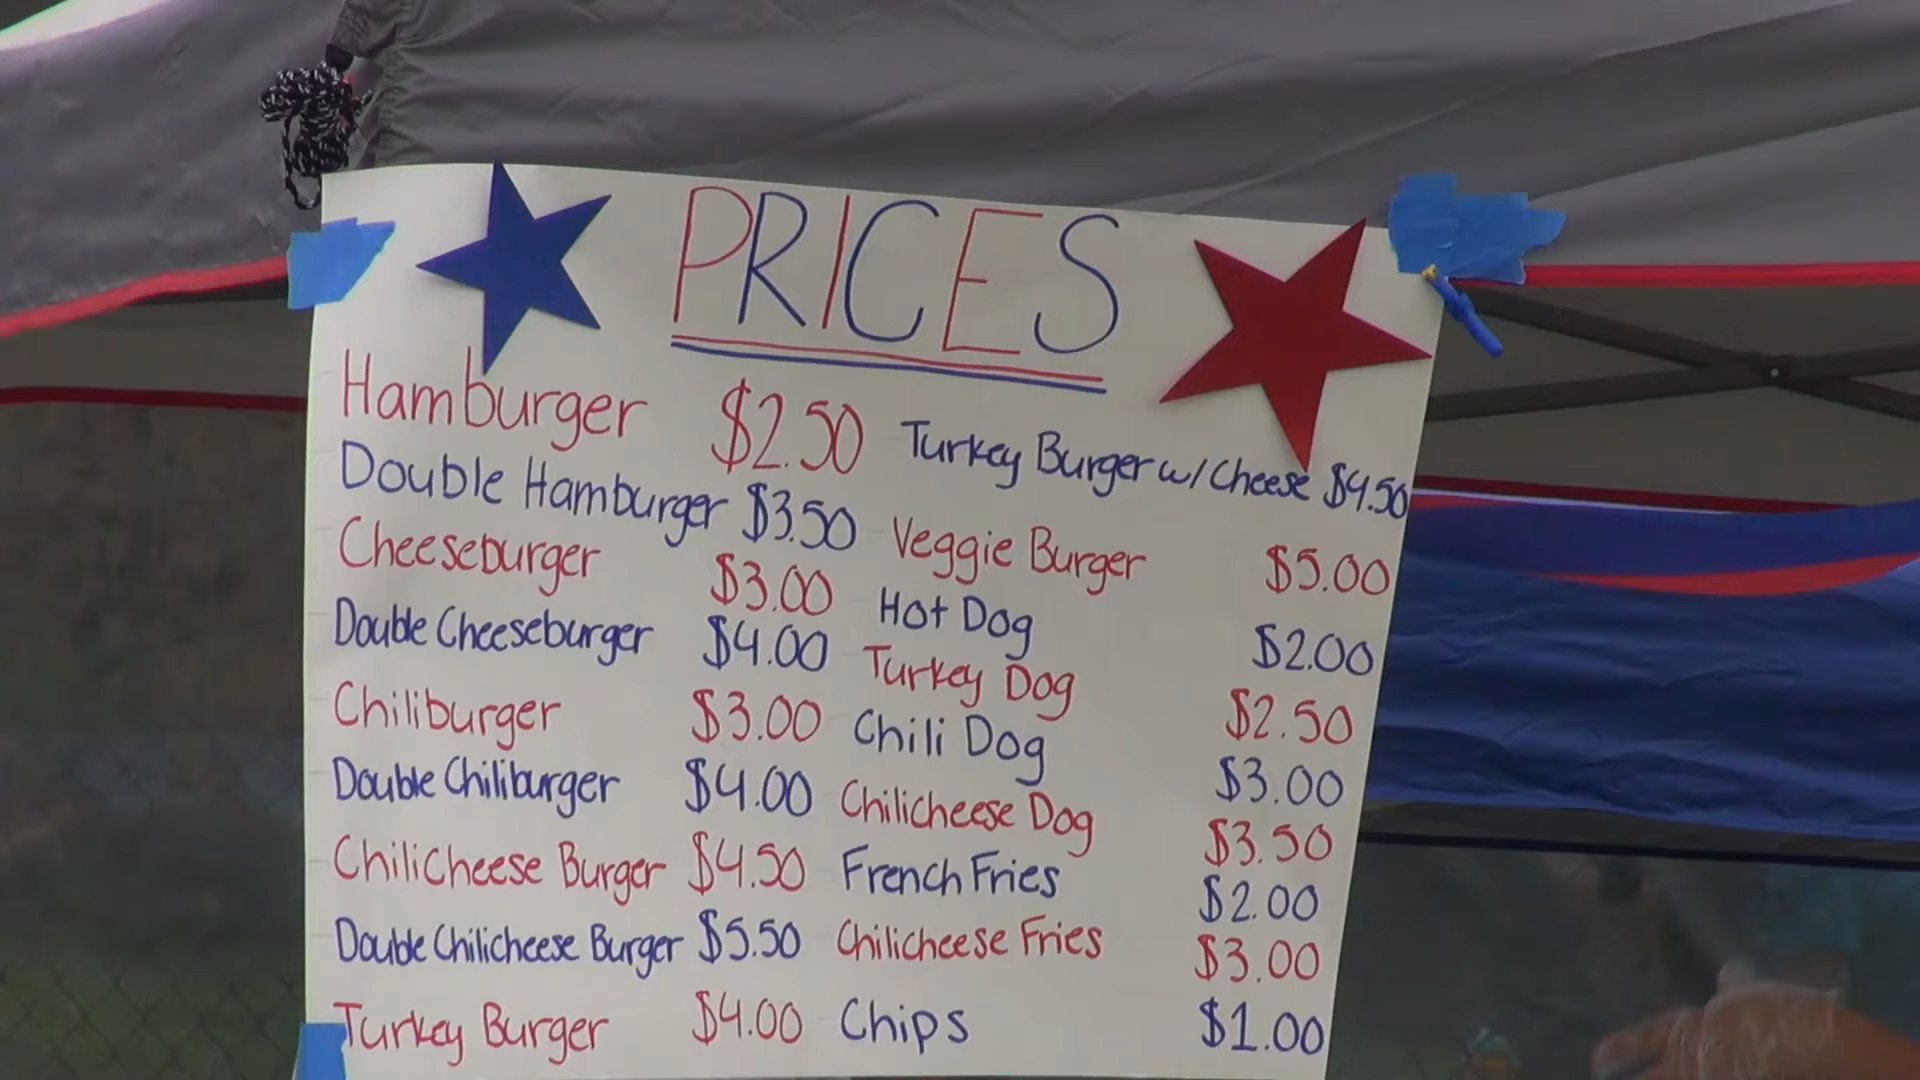 PRICES
Hamburger $2.50
Double Hamburger $3.50
Cheeseburger $3.00
Double Cheeseburger $4.00
Chiliburger $3.00
Double Chiliburger $4.00
Chilicheese Burger $4.50
Double Chilicheese Burger $5.50
Turkey Burger $4.00
Turkey Burger w/ Cheese $4.50
Veggie Burger $5.00
Hot Dog $2.00
Turkey Dog $2.50
Chili Dog $3.00
Chilicheese Dog $3.50
French Fries $2.00
Chilicheese Fries $3.00
Chips $1.00